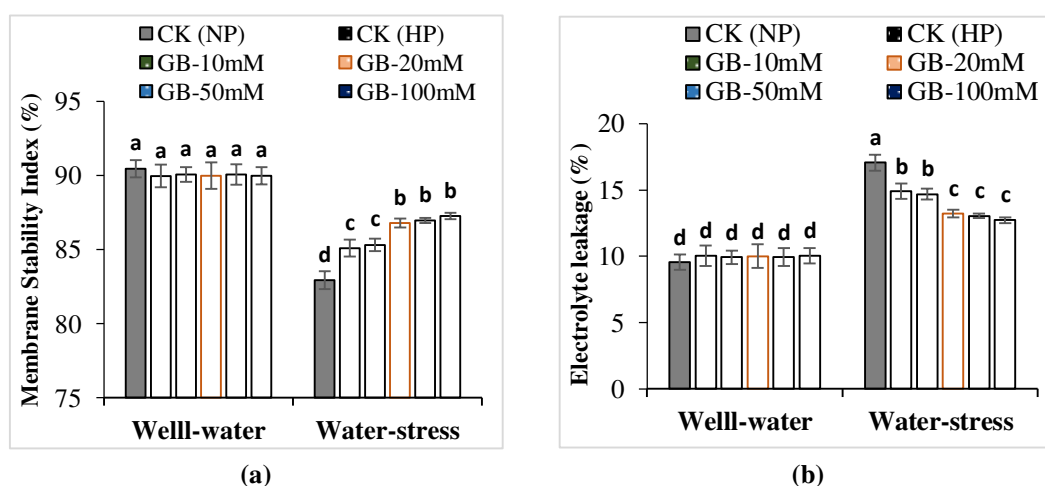 CK (NP) CK (HP)
GB-10mM GB-20mM
GB-50mM GB-100mM
Membrane Stability Index (%)
95
90
85
80
75
a a a a a a
d c c b b b
Welll-water Water-stress
(a)
CK (NP) CK (HP)
GB-10mM GB-20mM
GB-50mM GB-100mM
Electrolyte leakage (%)
20
15
10
5
0
d d d d d d
a b b c c c
Well-water Water-stress
(b)